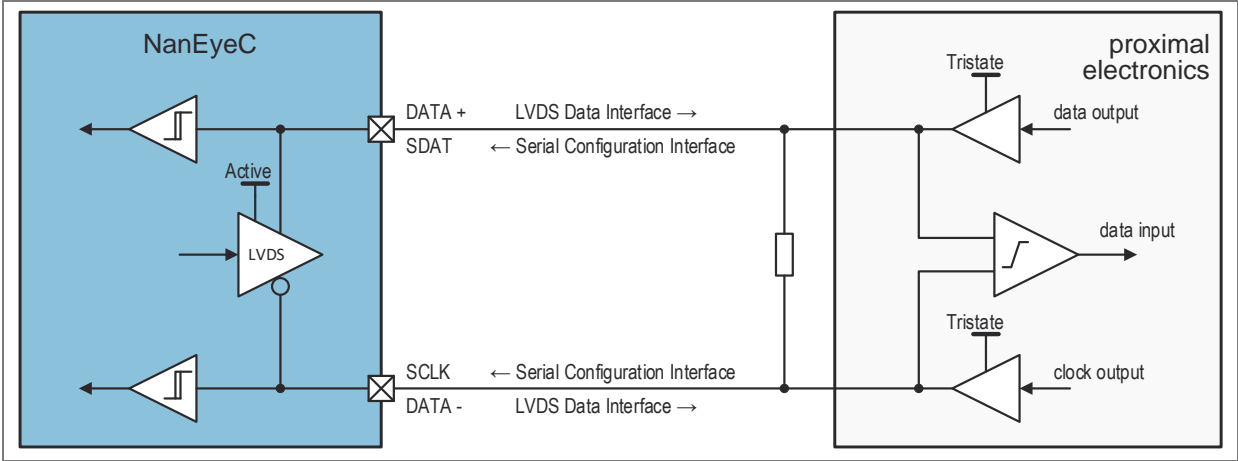 NanEyeC
proximal
electronics
Tristate
DATA + LVDS Data Interface →
data output
SDAT ← Serial Configuration Interface
Active
LVDS
data input
Tristate
SCLK ← Serial Configuration Interface
clock output
DATA - LVDS Data Interface →